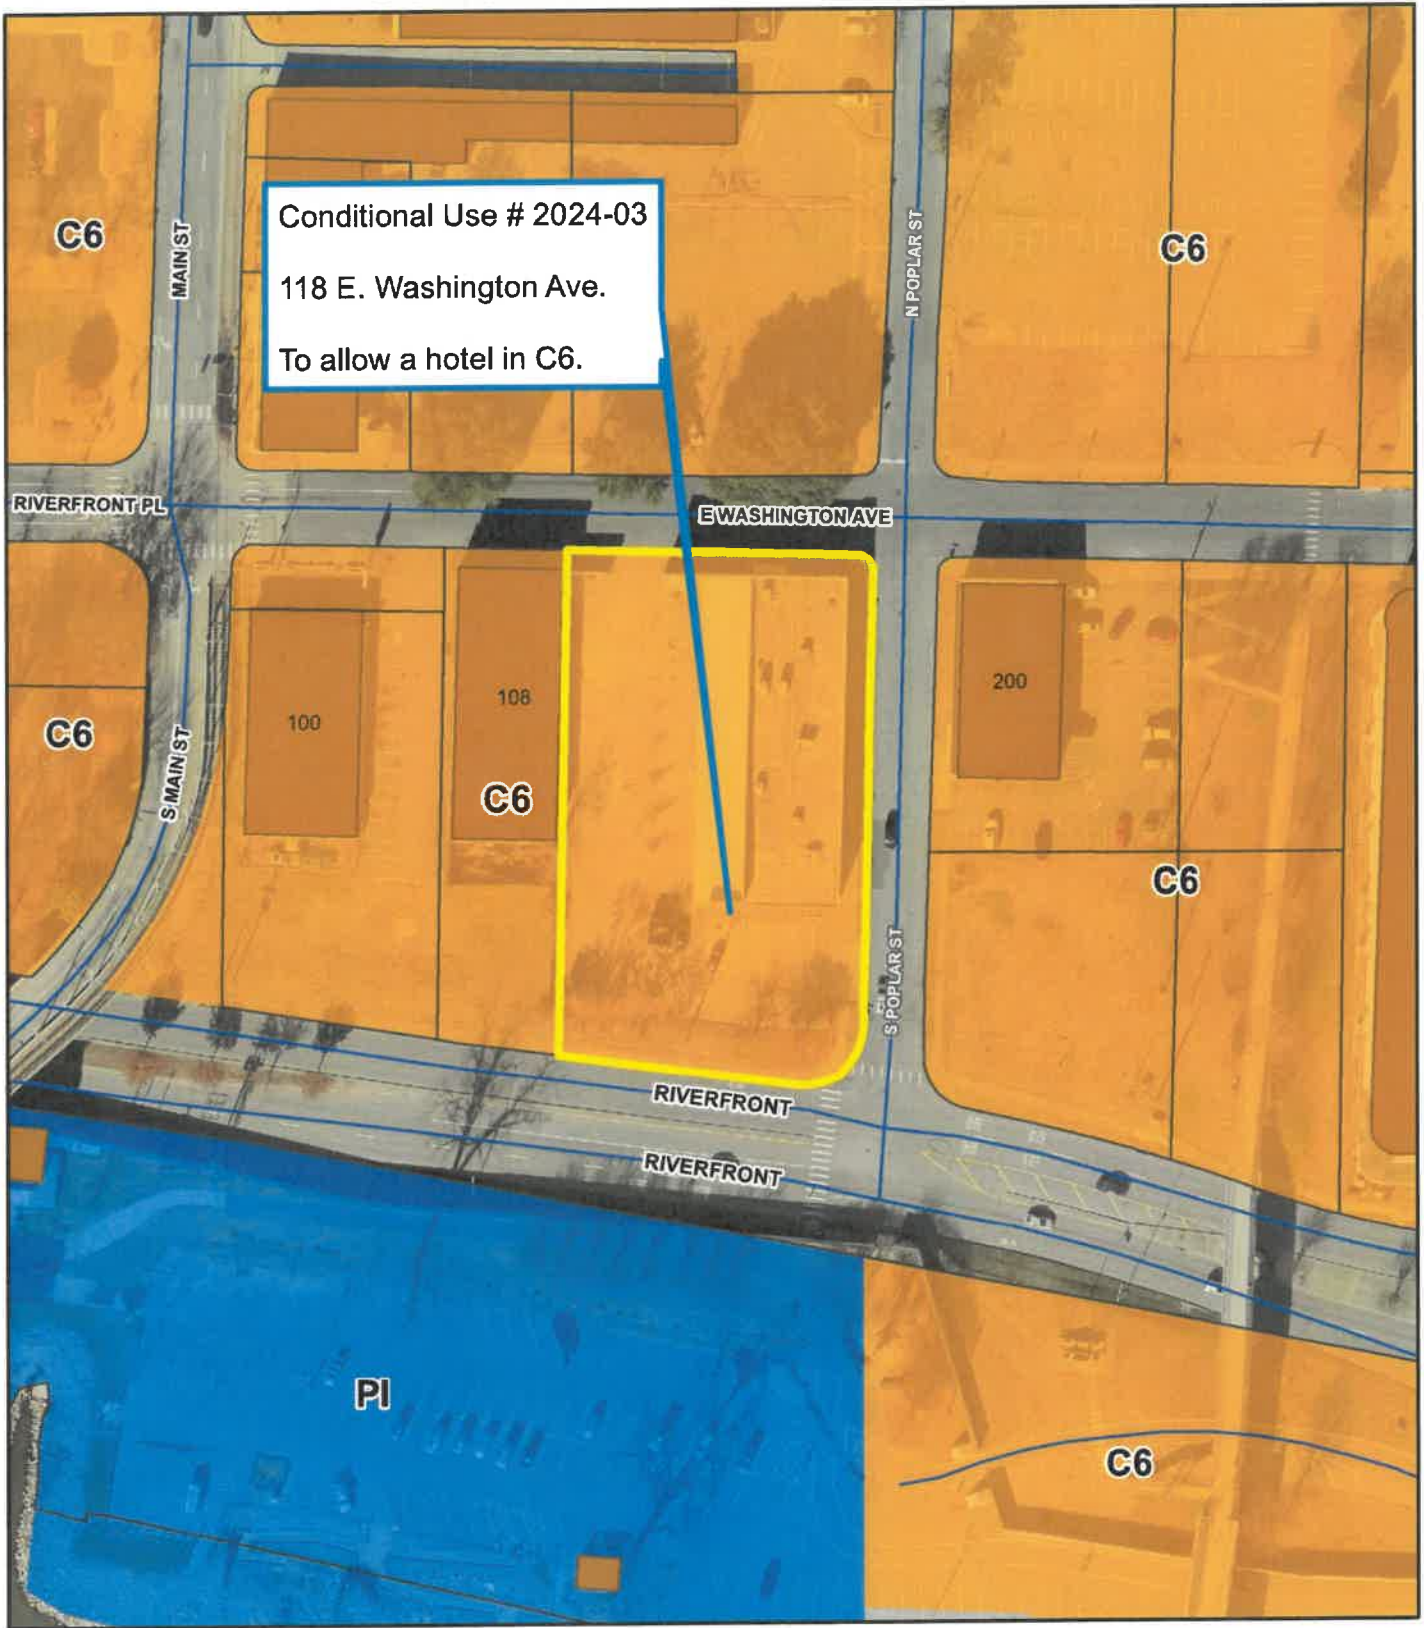 C6
MAIN ST
Conditional Use # 2024-03
118 E. Washington Ave.
To allow a hotel in C6.
N POPLAR ST
C6
RIVERFRONT PL
E WASHINGTON AVE
C6
S MAIN ST
100
108
C6
200
C6
S POPLAR ST
RIVERFRONT
RIVERFRONT
PI
C6